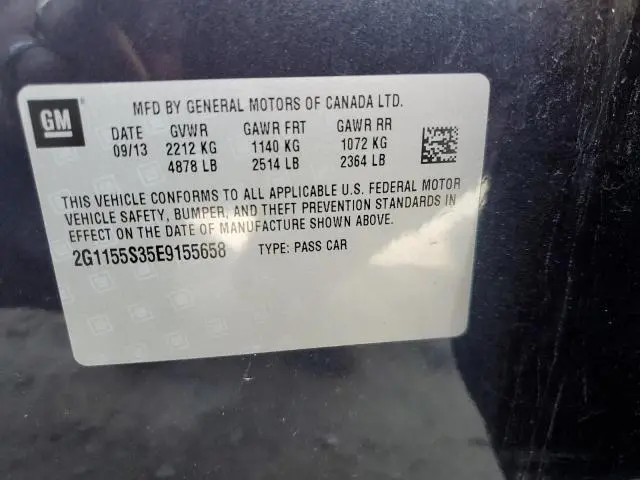 GM
MFD BY GENERAL MOTORS OF CANADA LTD.
DATE GVWR GAWR FRT GAWR RR
09/13 2212 KG 1140 KG 1072 KG
4878 LB 2514 LB 2364 LB
THIS VEHICLE CONFORMS TO ALL APPLICABLE U.S. FEDERAL MOTOR
VEHICLE SAFETY, BUMPER, AND THEFT PREVENTION STANDARDS IN
EFFECT ON THE DATE OF MANUFACTURE SHOWN ABOVE.
2G1155S35E9155658 TYPE: PASS CAR